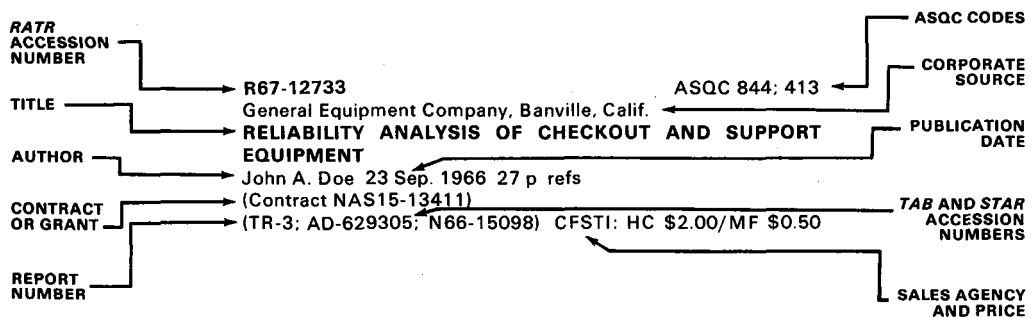 RATR
ACCESSION
NUMBER
ASQC CODES
R67-12733
ASQC 844; 413
CORPORATE
SOURCE
General Equipment Company, Banville, Calif.
TITLE
RELIABILITY ANALYSIS OF CHECKOUT AND SUPPORT
EQUIPMENT
PUBLICATION
DATE
AUTHOR
John A. Doe 23 Sep. 1966 27 p refs
CONTRACT
OR GRANT
(Contract NAS15-13411)
(TR-3; AD-629305; N66-15098) CFSTI: HC $2.00/MF $0.50
TAB AND STAR
ACCESSION
NUMBERS
REPORT
NUMBER
SALES AGENCY
AND PRICE